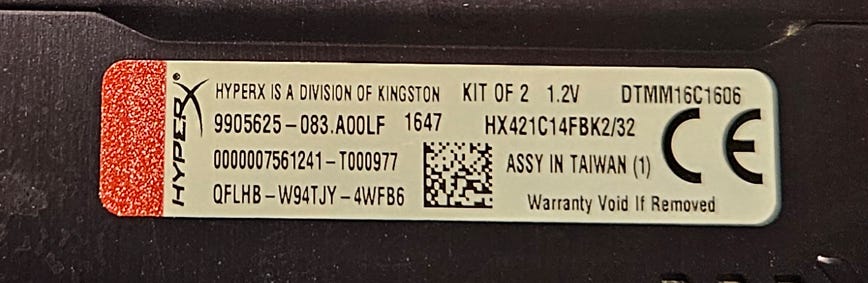 HYPERX®
HYPERX IS A DIVISION OF KINGSTON KIT OF 2 1.2V DTMM16C1606
9905625-083.A00LF 1647 HX421C14FBK2/32 CE
0000007561241-T000977 ASSY IN TAIWAN (1)
QFLHB-W94TJY-4WFB6 Warranty Void If Removed